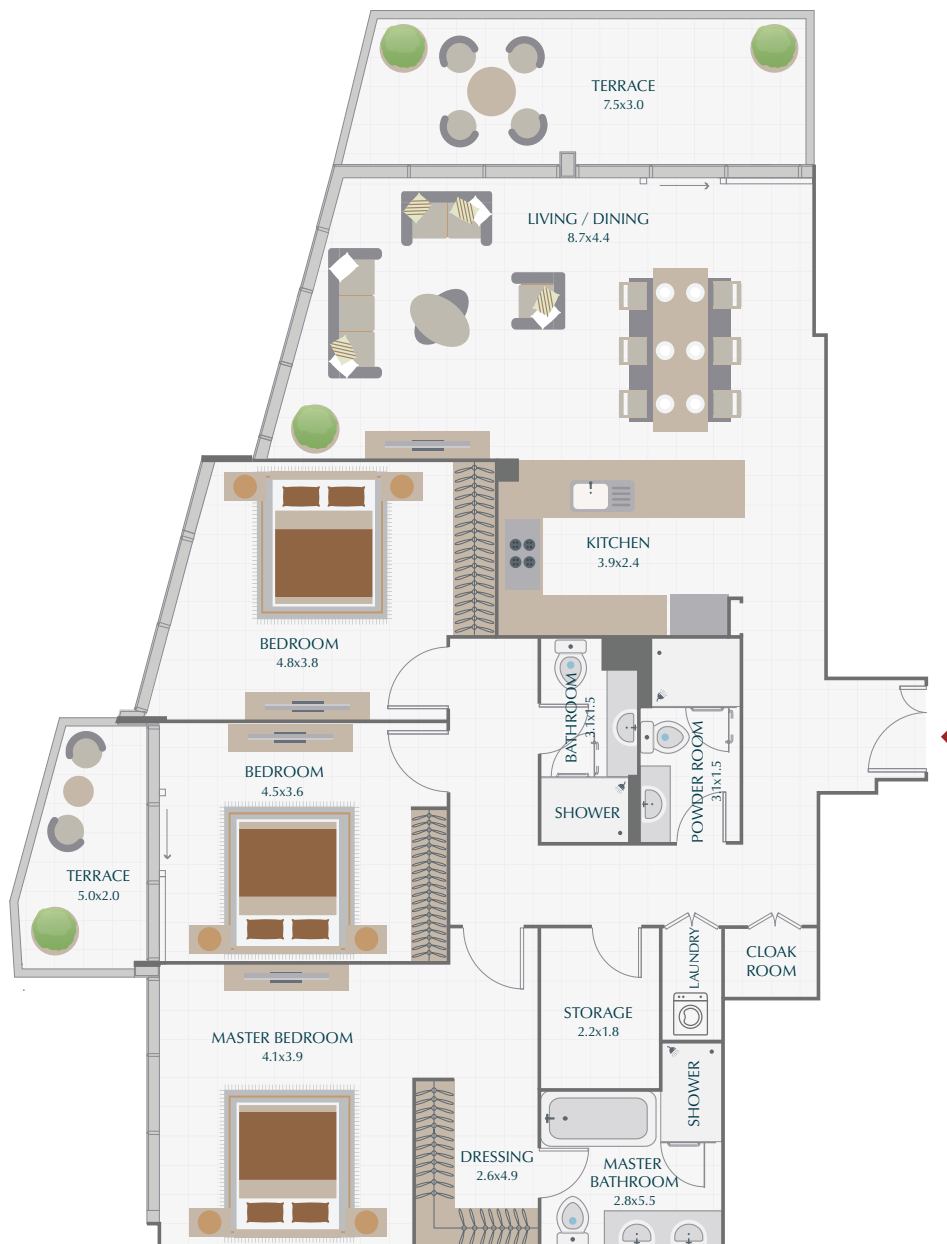 TERRACE
7.5x3.0
LIVING / DINING
8.7x4.4
KITCHEN
3.9x2.4
BEDROOM
4.8x3.8
BATHROOM
3.1x1.5
POWDER ROOM
3.1x1.5
BEDROOM
4.5x3.6
SHOWER
TERRACE
5.0x2.0
LAUNDRY
CLOAK
ROOM
STORAGE
2.2x1.8
MASTER BEDROOM
4.1x3.9
SHOWER
DRESSING
2.6x4.9
MASTER
BATHROOM
2.8x5.5